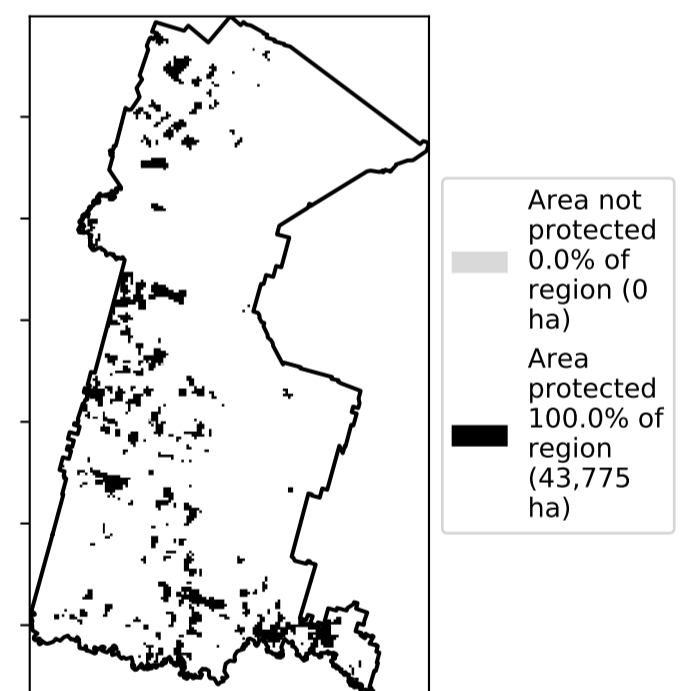 Area not
protected
0.0% of
region (0
ha)
Area
protected
100.0% of
region
(43,775
ha)